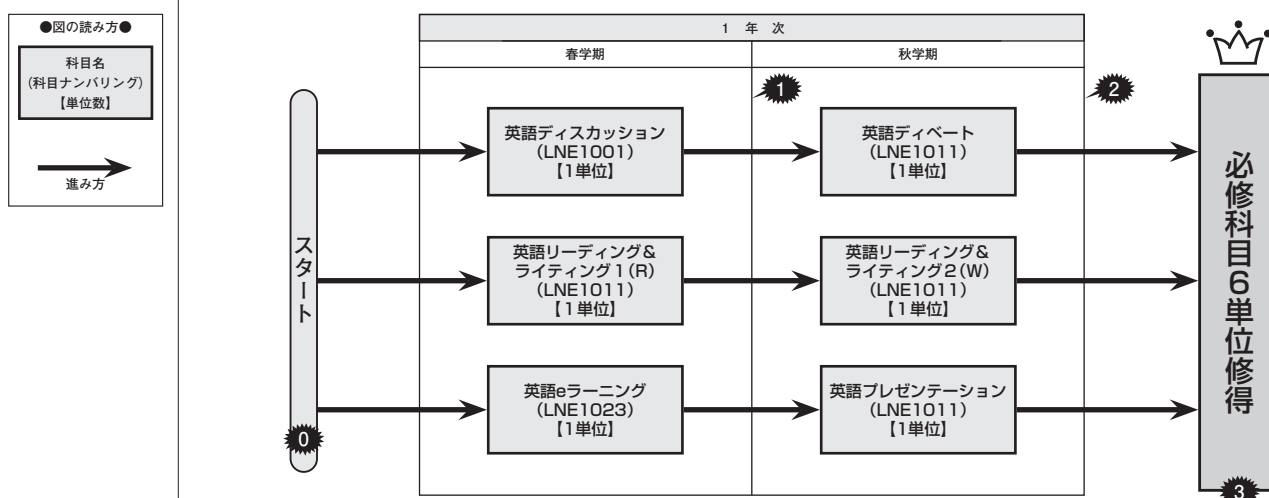 ●図の読み方●
科目名
(科目ナンバリング)
【単位数】
進み方
1 年 次
春学期
秋学期
1
2
スタート
0
英語ディスカッション
(LNE1001)
【1単位】
英語ディベート
(LNE1011)
【1単位】
英語リーディング&
ライティング1(R)
(LNE1011)
【1単位】
英語リーディング&
ライティング2(W)
(LNE1011)
【1単位】
英語eラーニング
(LNE1023)
【1単位】
英語プレゼンテーション
(LNE1011)
【1単位】
必修科目6単位修得
3